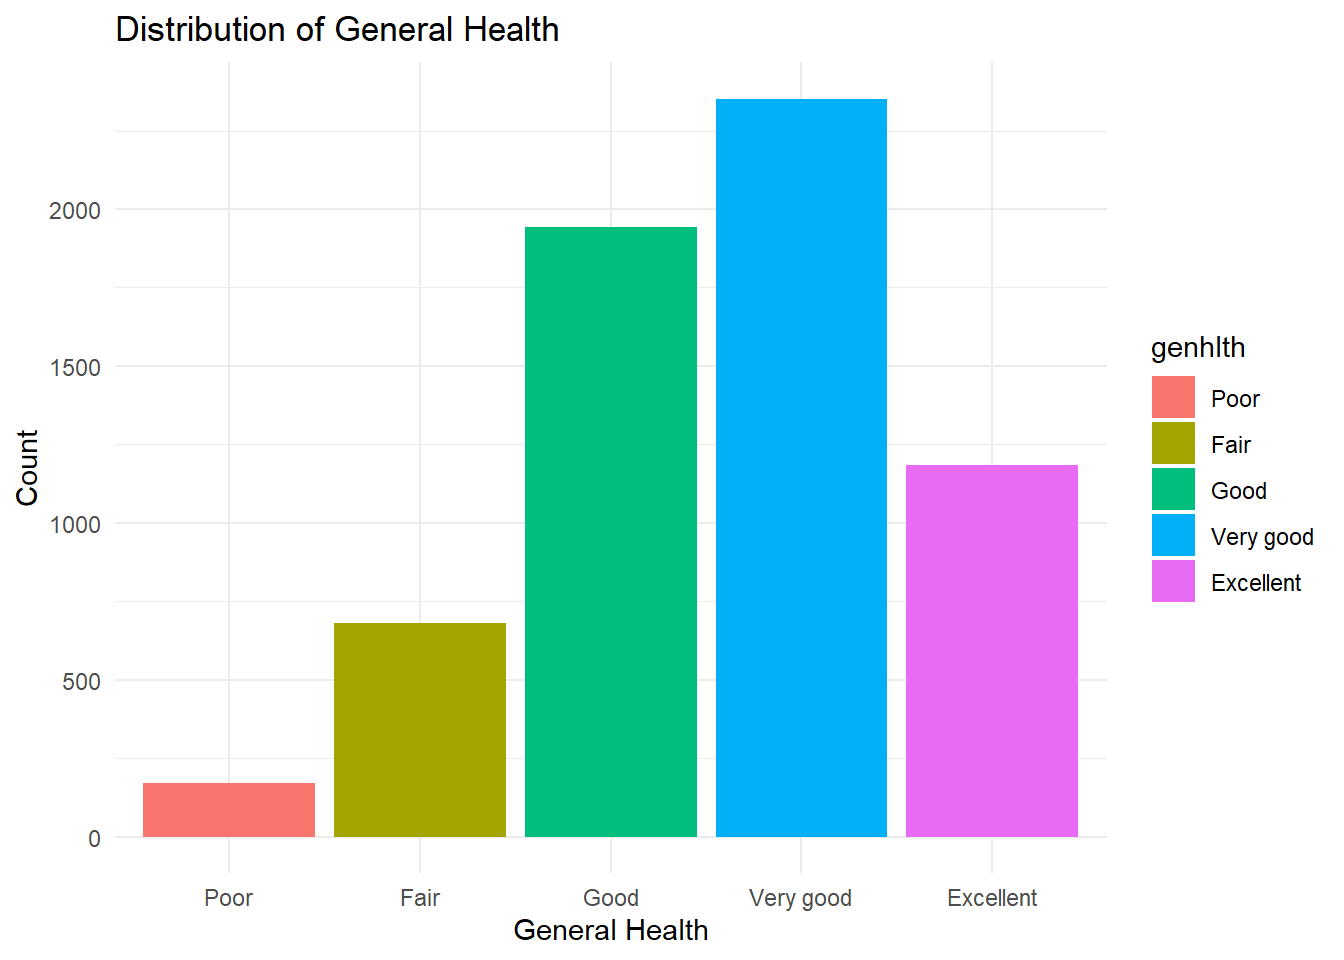 Distribution of General Health
Count
2000
1500
1000
500
0
Poor
Fair
Good
Very good
Excellent
General Health
genhlth
Poor
Fair
Good
Very good
Excellent